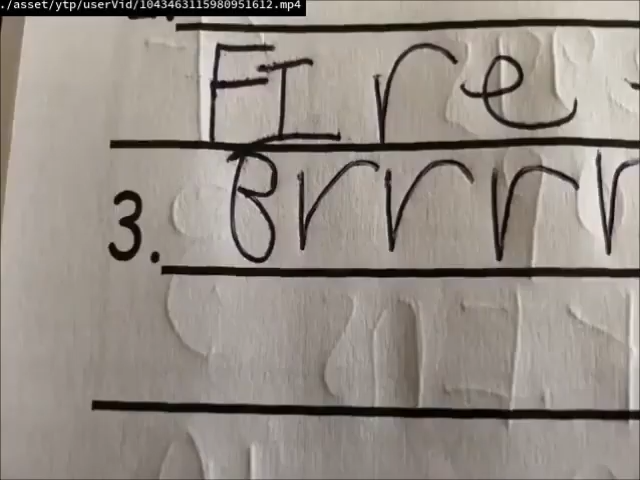 ./asset/ytp/userVid/1043463115980951612.mp4
FIre
3. Brrrr